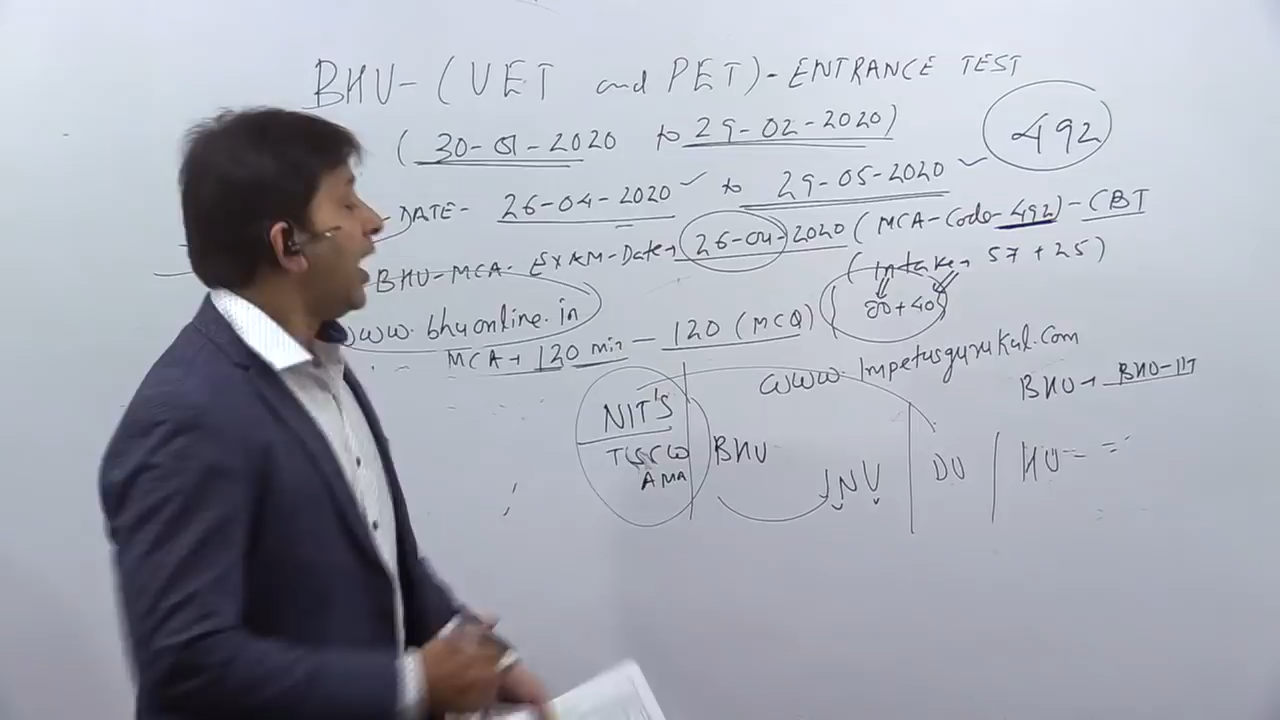 BHU-(UET and PET)-ENTRANCE TEST
(30-01-2020 to 29-02-2020)
492
DATE- 26-04-2020 to 29-05-2020
BHU-MCA- EXAM-Date→ 26-04-2020 (MCA-Code-492)-CBT
(Intake→ 57+25)
www.bhuonline.in
80+40
MCA→ 120 min - 120 (MCQ)
www.Impetusgurukul.com
BHU→ BHU-IIT
NIT'S
BHU
JNU
DU
HU-
AMA